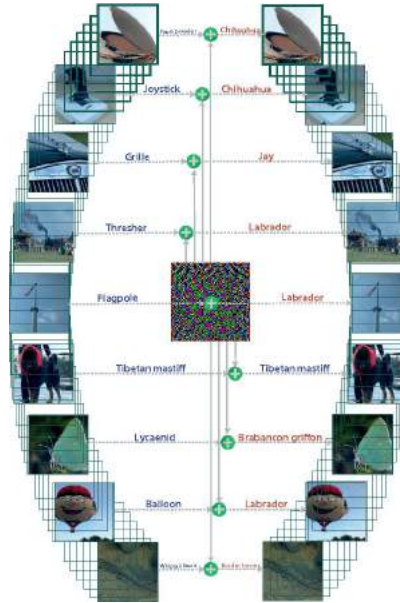 Chihuahua
Joystick Chihuahua
Grille Jay
Thresher Labrador
Flagpole Labrador
Tibetan mastiff Tibetan mastiff
Lycaenid Brabancon griffon
Balloon Labrador